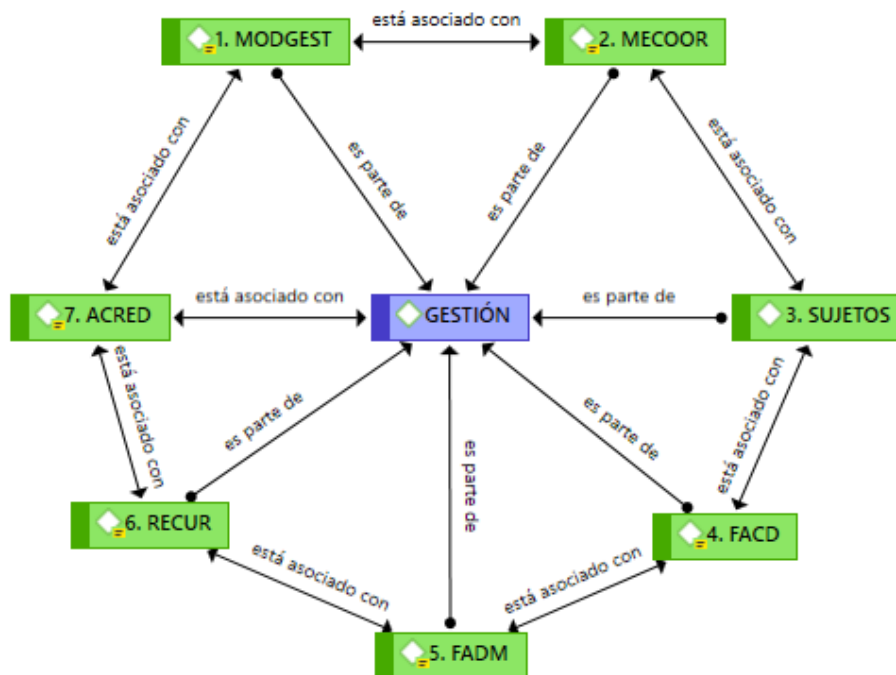 está asociado con
1. MODGEST
2. MECOOR
está asociado con
es parte de
es parte de
está asociado con
7. ACRED
está asociado con
GESTIÓN
es parte de
3. SUJETOS
está asociado con
es parte de
es parte de
es parte de
está asociado con
6. RECUR
4. FACD
está asociado con
está asociado con
5. FADM